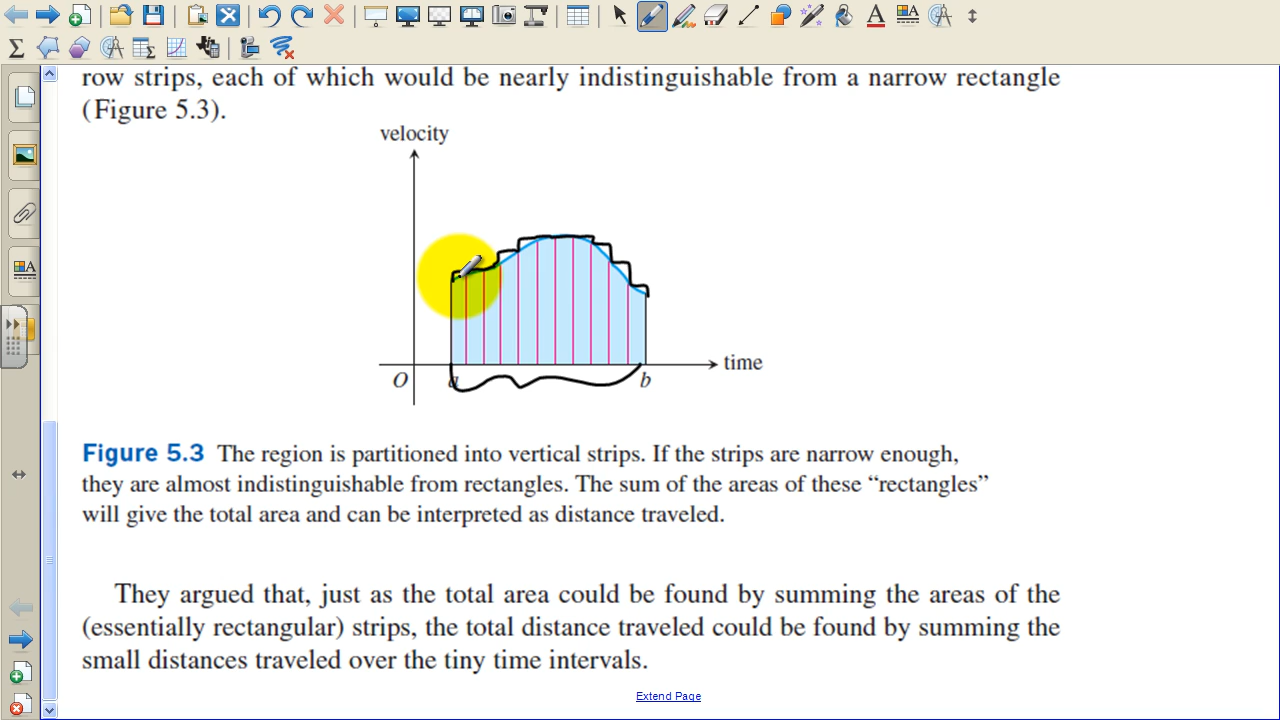 row strips, each of which would be nearly indistinguishable from a narrow rectangle
(Figure 5.3).
velocity
time
O
a
b
Figure 5.3 The region is partitioned into vertical strips. If the strips are narrow enough,
they are almost indistinguishable from rectangles. The sum of the areas of these “rectangles”
will give the total area and can be interpreted as distance traveled.
They argued that, just as the total area could be found by summing the areas of the
(essentially rectangular) strips, the total distance traveled could be found by summing the
small distances traveled over the tiny time intervals.
Extend Page